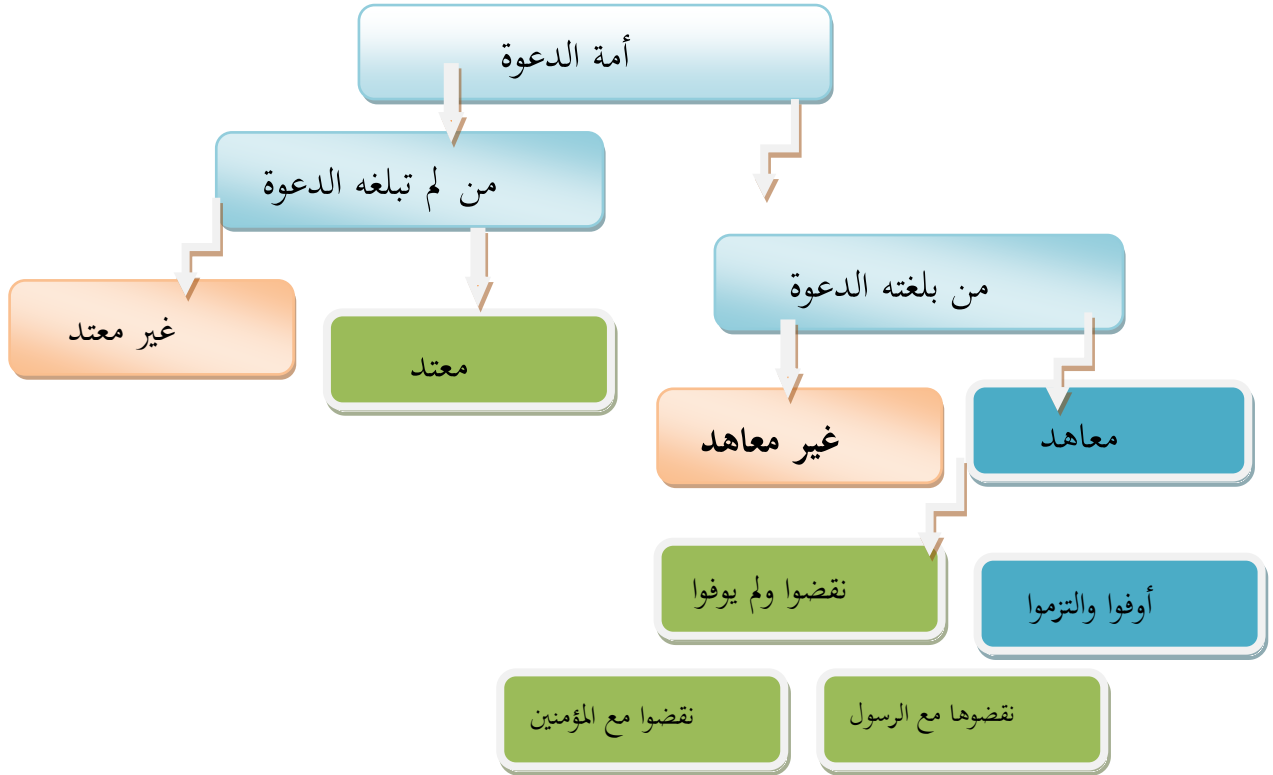 أمة الدعوة
من لم تبلغه الدعوة
من بلغته الدعوة
غير معتد
معتد
معاهد
غير معاهد
نقضوا ولم يوفوا
أوفوا والتزموا
نقضوها مع الرسول
نقضوا مع المؤمنين